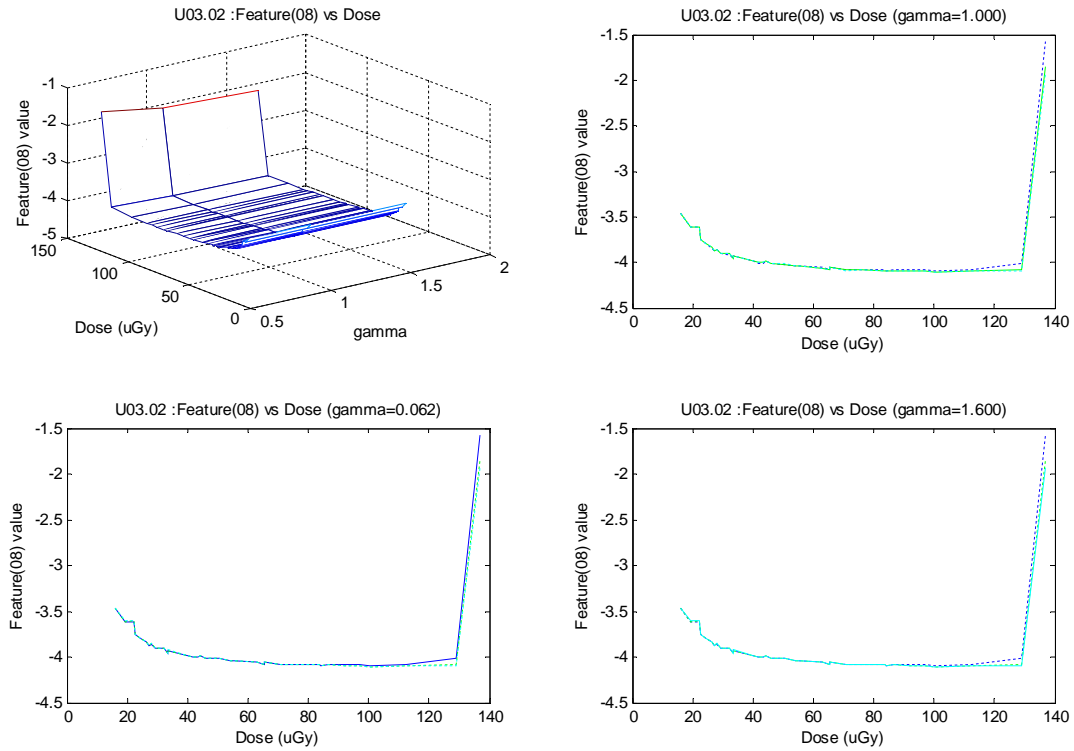 U03.02 :Feature(08) vs Dose
-1
-2
-3
-4
-5
150
100
50
0
0.5
1
1.5
2
Feature(08) value
Dose (uGy)
gamma
U03.02 :Feature(08) vs Dose (gamma=1.000)
-1.5
-2
-2.5
-3
-3.5
-4
-4.5
0 20 40 60 80 100 120 140
Feature(08) value
Dose (uGy)
U03.02 :Feature(08) vs Dose (gamma=0.062)
-1.5
-2
-2.5
-3
-3.5
-4
-4.5
0 20 40 60 80 100 120 140
Feature(08) value
Dose (uGy)
U03.02 :Feature(08) vs Dose (gamma=1.600)
-1.5
-2
-2.5
-3
-3.5
-4
-4.5
0 20 40 60 80 100 120 140
Feature(08) value
Dose (uGy)